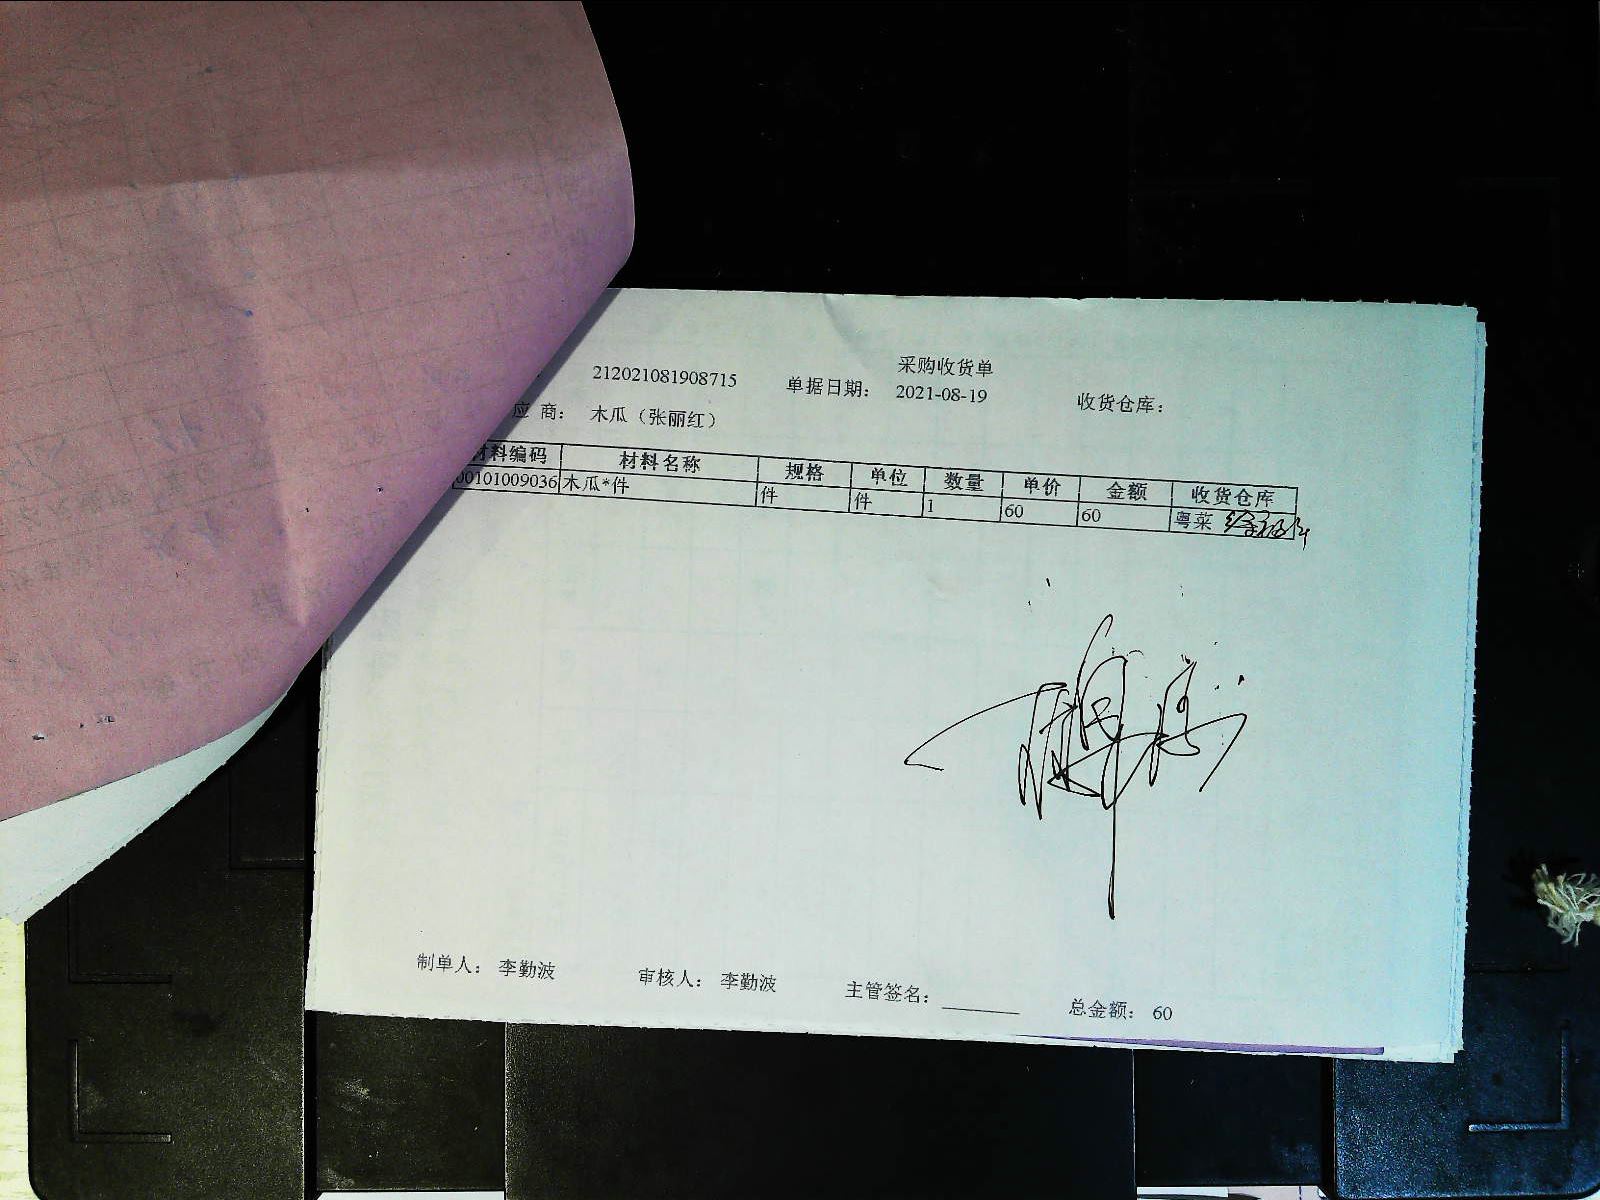 采购收货单
212021081908715 单据日期： 2021-08-19 收货仓库：
应 商： 木瓜（张丽红）
材料编码 材料名称 规格 单位 数量 单价 金额 收货仓库
00101009036 木瓜*件 件 件 1 60 60 粤菜
制单人： 李勤波 审核人： 李勤波 主管签名： 总金额： 60